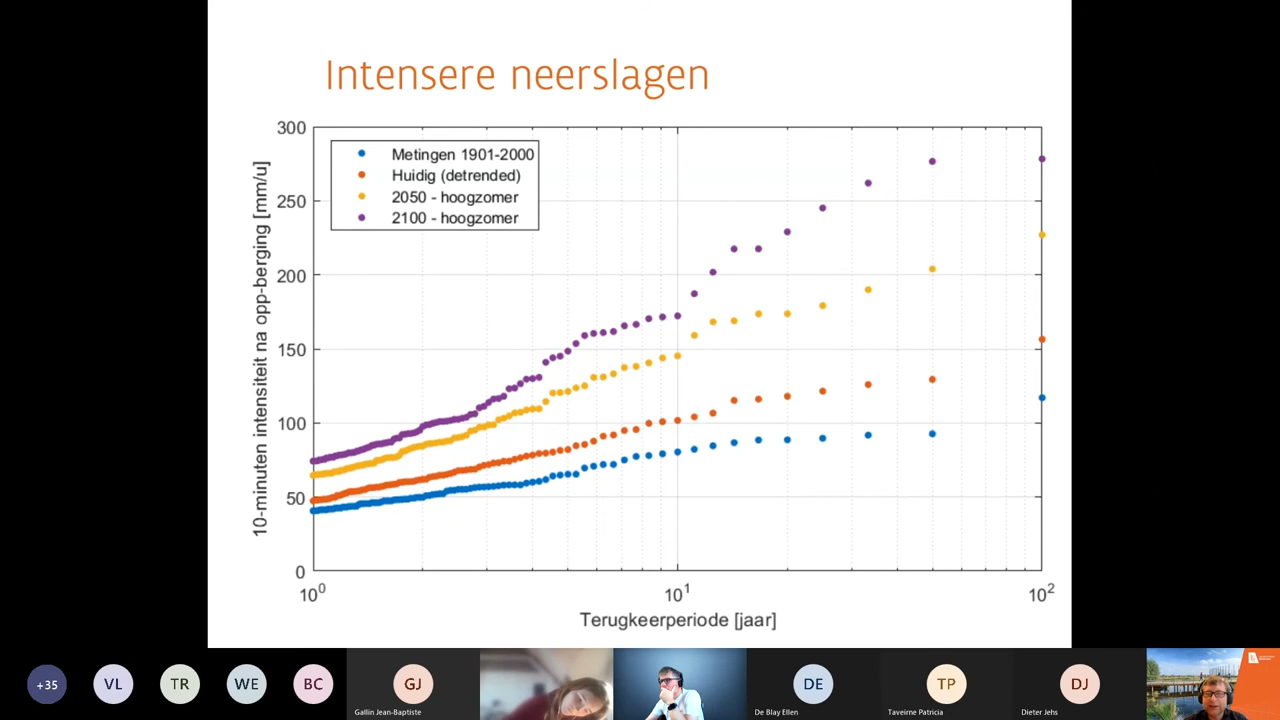 Intensere neerslagen
300
250
200
150
100
50
0
10-minuten intensiteit na opp-berging [mm/u]
Metingen 1901-2000
Huidig (detrended)
2050 - hoogzomer
2100 - hoogzomer
10^0
10^1
10^2
Terugkeerperiode [jaar]
+35
VL
TR
WE
BC
GJ
Gallin Jean-Baptiste
DE
De Blay Ellen
TP
Taveirne Patricia
DJ
Dieter Jehs